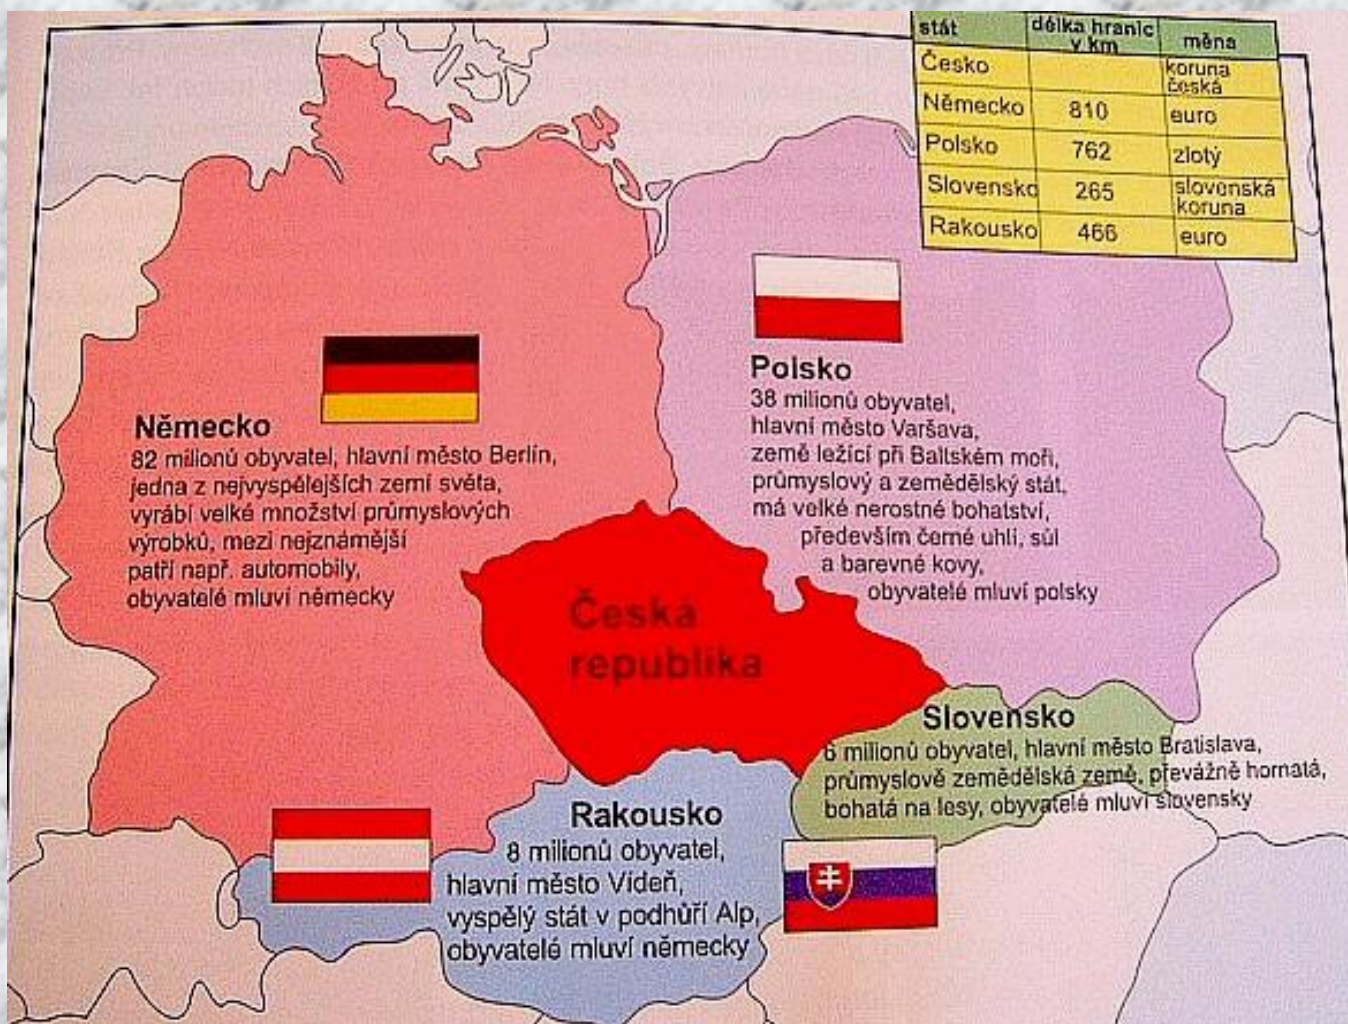 stát délka hranic v km měna
Česko koruna česká
Německo 810 euro
Polsko 762 zlotý
Slovensko 265 slovenská koruna
Rakousko 466 euro
Polsko
38 milionů obyvatel,
hlavní město Varšava,
země ležící při Baltském moři,
průmyslový a zemědělský stát,
má velké nerostné bohatství,
především černé uhlí, sůl
a barevné kovy,
obyvatelé mluví polsky
Německo
82 milionů obyvatel, hlavní město Berlín,
jedna z nejvyspělejších zemí světa,
vyrábí velké množství průmyslových
výrobků, mezi nejznámější
patří např. automobily,
obyvatelé mluví německy
Česká
republika
Slovensko
6 milionů obyvatel, hlavní město Bratislava,
průmyslově zemědělská země, převážně hornatá,
bohatá na lesy, obyvatelé mluví slovensky
Rakousko
8 milionů obyvatel,
hlavní město Vídeň,
vyspělý stát v podhůří Alp,
obyvatelé mluví německy